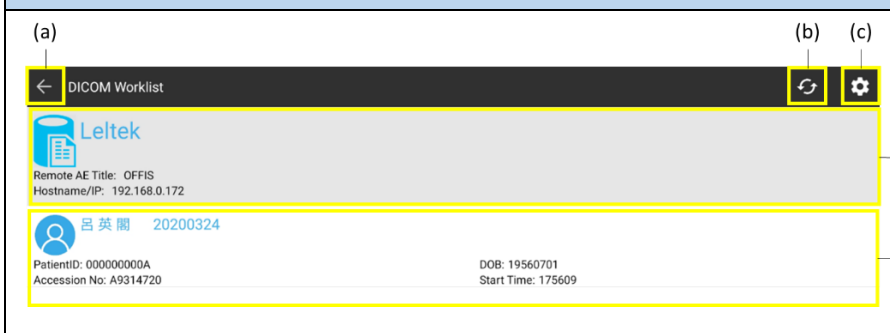 (a) (b) (c)
DICOM Worklist
Leltek
Remote AE Title: OFFIS
Hostname/IP: 192.168.0.172
呂英閣 20200324
PatientID: 000000000A DOB: 19560701
Accession No: A9314720 Start Time: 175609